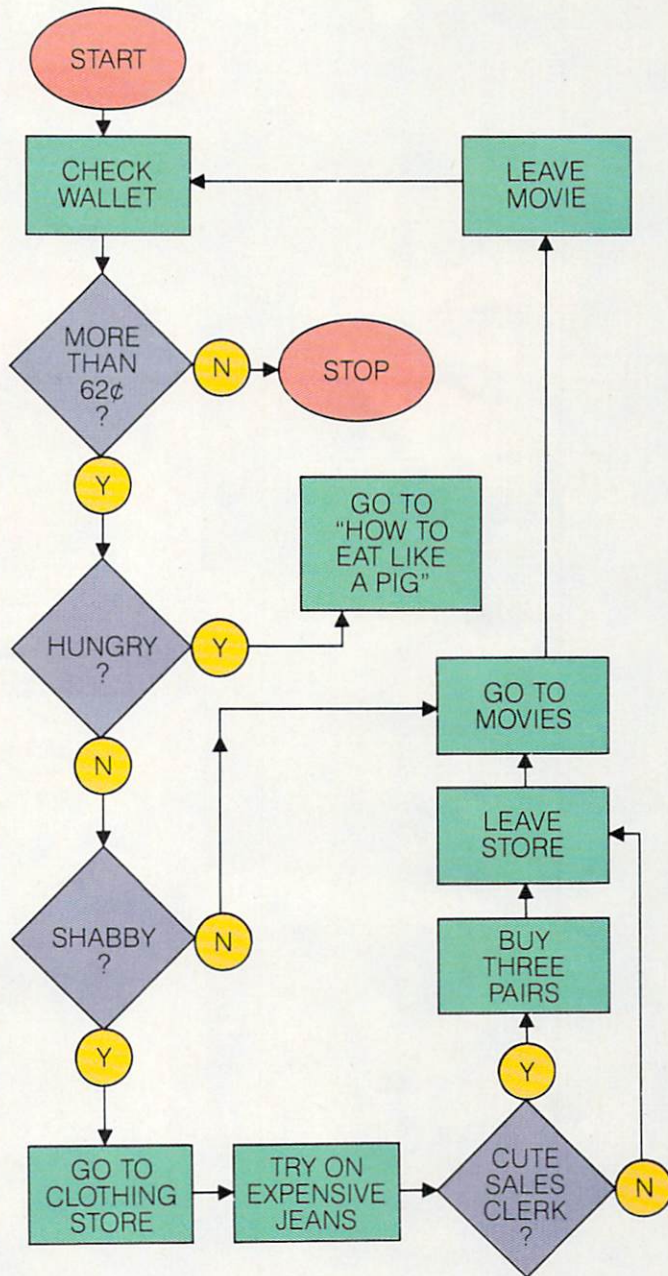 START
CHECK
WALLET
LEAVE
MOVIE
MORE
THAN
62¢
?
N
STOP
Y
GO TO
“HOW TO
EAT LIKE
A PIG”
HUNGRY
?
Y
GO TO
MOVIES
N
LEAVE
STORE
SHABBY
?
N
BUY
THREE
PAIRS
Y
Y
GO TO
CLOTHING
STORE
TRY ON
EXPENSIVE
JEANS
CUTE
SALES
CLERK
?
N